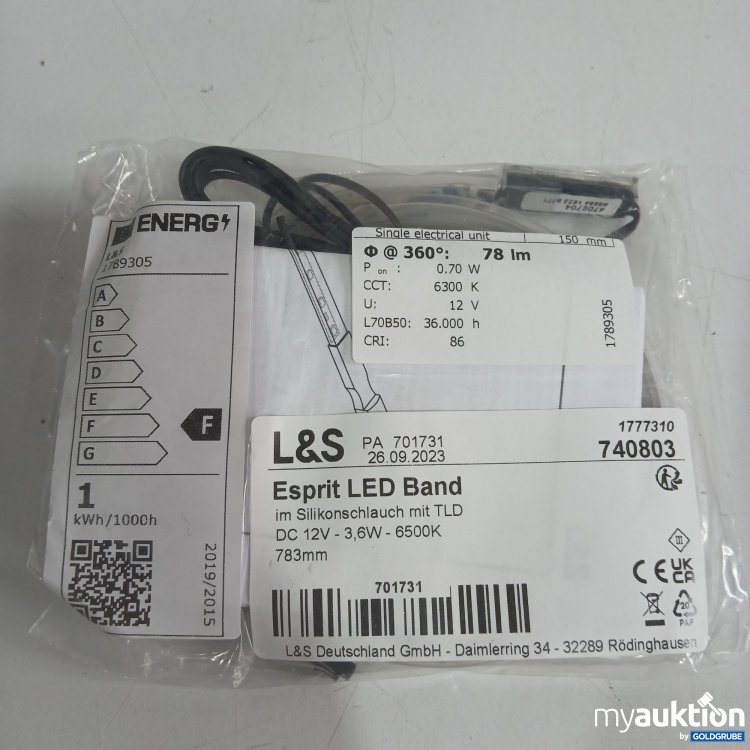 ENERG
L&S
1789305
A
B
C
D
E
F
G
F
1
kWh/1000h
2019/2015
4708704
Single electrical unit 150 mm
Φ @ 360°: 78 lm
P on : 0.70 W
CCT: 6300 K
U: 12 V
L70B50: 36.000 h
CRI: 86
1789305
L&S
PA 701731
26.09.2023
1777310
740803
Esprit LED Band
im Silikonschlauch mit TLD
DC 12V - 3,6W - 6500K
783mm
III
CE UK CA
701731
20
PAP
L&S Deutschland GmbH - Daimlerring 34 - 32289 Rödinghausen
myauktion
by GOLDGRUBE